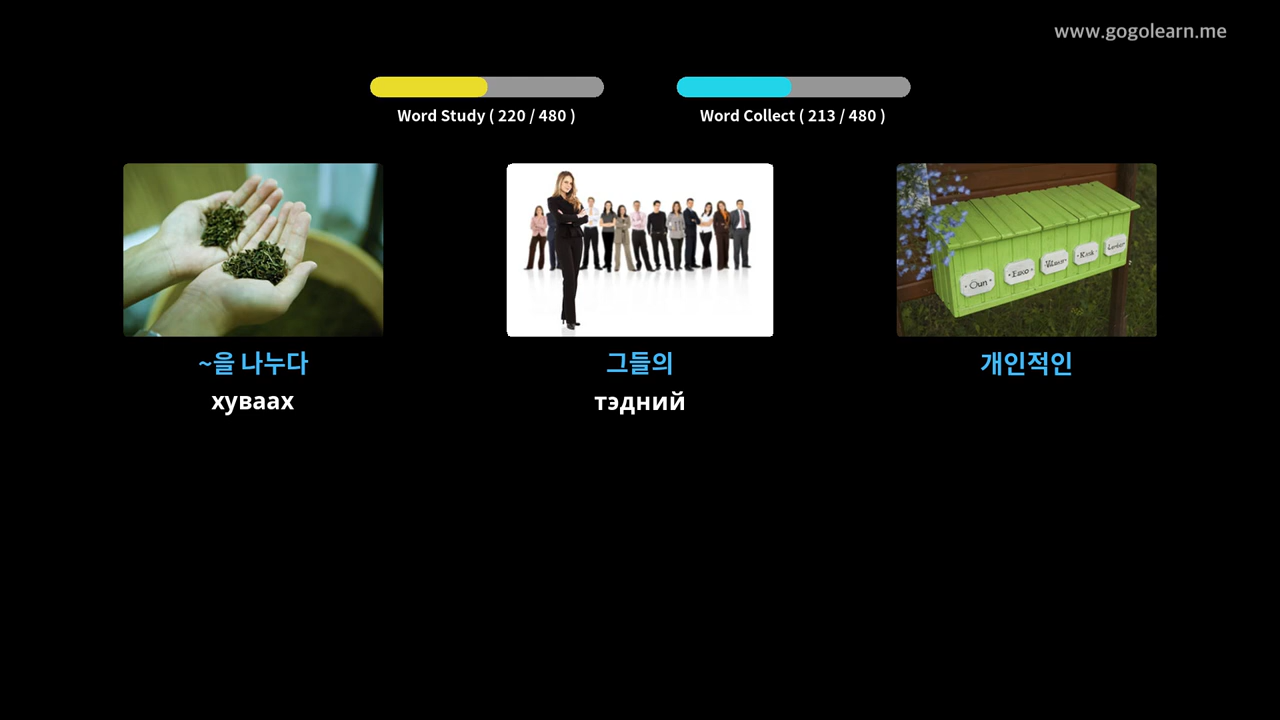 www.gogolearn.me
Word Study ( 220 / 480 )
Word Collect ( 213 / 480 )
~을 나누다
그들의
개인적인
хуваах
тэдний
Oun